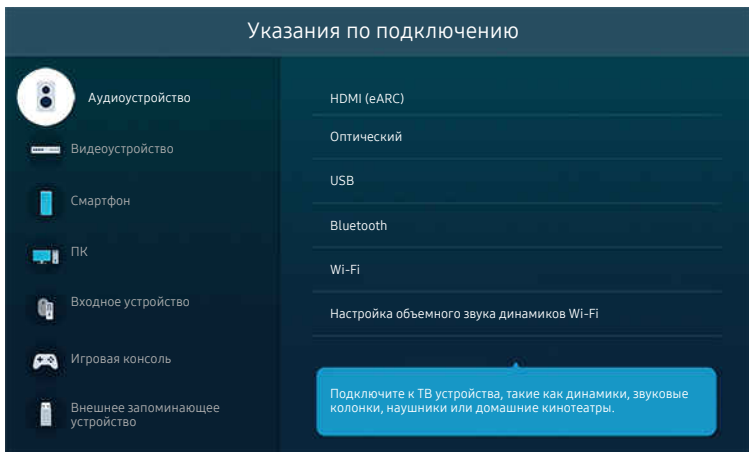 Указания по подключению
Аудиоустройство
Видеоустройство
Смартфон
ПК
Входное устройство
Игровая консоль
Внешнее запоминающее
устройство
HDMI (eARC)
Оптический
USB
Bluetooth
Wi-Fi
Настройка объемного звука динамиков Wi-Fi
Подключите к ТВ устройства, такие как динамики, звуковые
колонки, наушники или домашние кинотеатры.